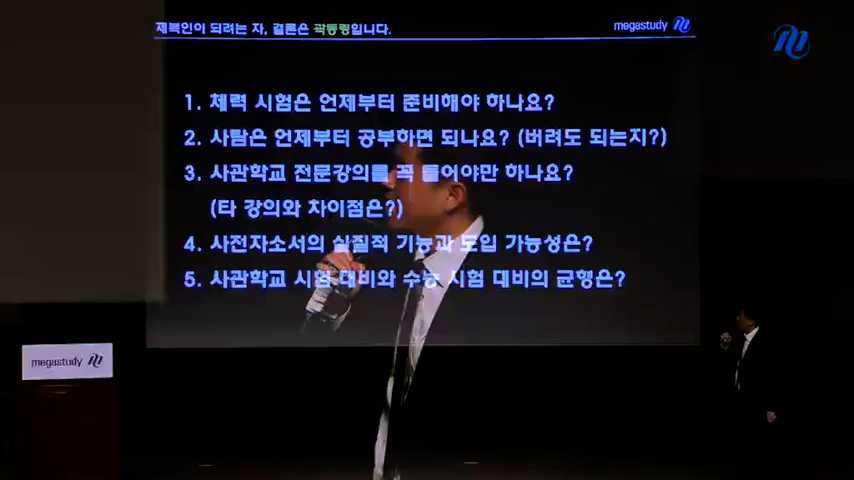 제복인이 되려는 자, 결론은 곽동령입니다.
megastudy
1. 체력 시험은 언제부터 준비해야 하나요?
2. 사탐은 언제부터 공부하면 되나요? (버려도 되는지?)
3. 사관학교 전문강의를 꼭 들어야만 하나요?
(타 강의와 차이점은?)
4. 사전자소서의 실질적 기능과 도입 가능성은?
5. 사관학교 시험 대비와 수능 시험 대비의 균형은?
megastudy